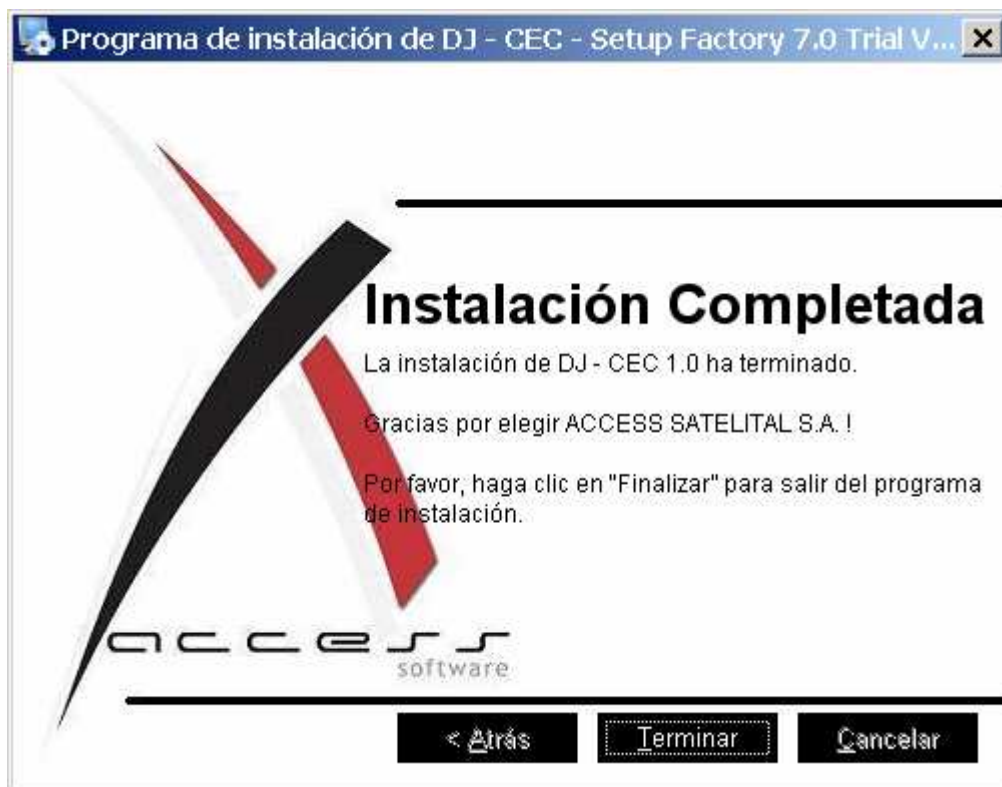 Programa de instalación de DJ - CEC - Setup Factory 7.0 Trial V...
Instalación Completada
La instalación de DJ - CEC 1.0 ha terminado.
Gracias por elegir ACCESS SATELITAL S.A. !
Por favor, haga clic en "Finalizar" para salir del programa
de instalación.
access
software
< Atrás
Terminar
Cancelar